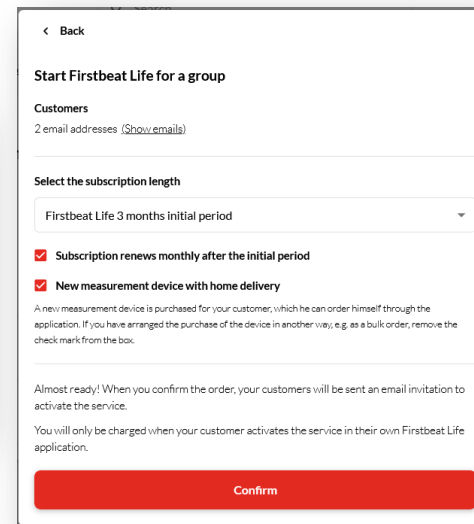 Search
Back
Start Firstbeat Life for a group
Customers
2 email addresses (Show emails)
Select the subscription length
Firstbeat Life 3 months initial period
Subscription renews monthly after the initial period
New measurement device with home delivery
A new measurement device is purchased for your customer, which he can order himself through the
application. If you have arranged the purchase of the device in another way, e.g. as a bulk order, remove the
check mark from the box.
Almost ready! When you confirm the order, your customers will be sent an email invitation to
activate the service.
You will only be charged when your customer activates the service in their own Firstbeat Life
application.
Confirm